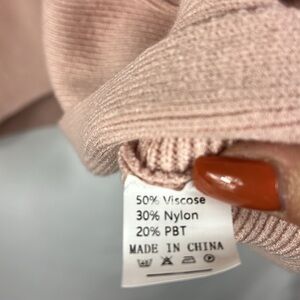 50% Viscose
30% Nylon
20% PBT
MADE IN CHINA